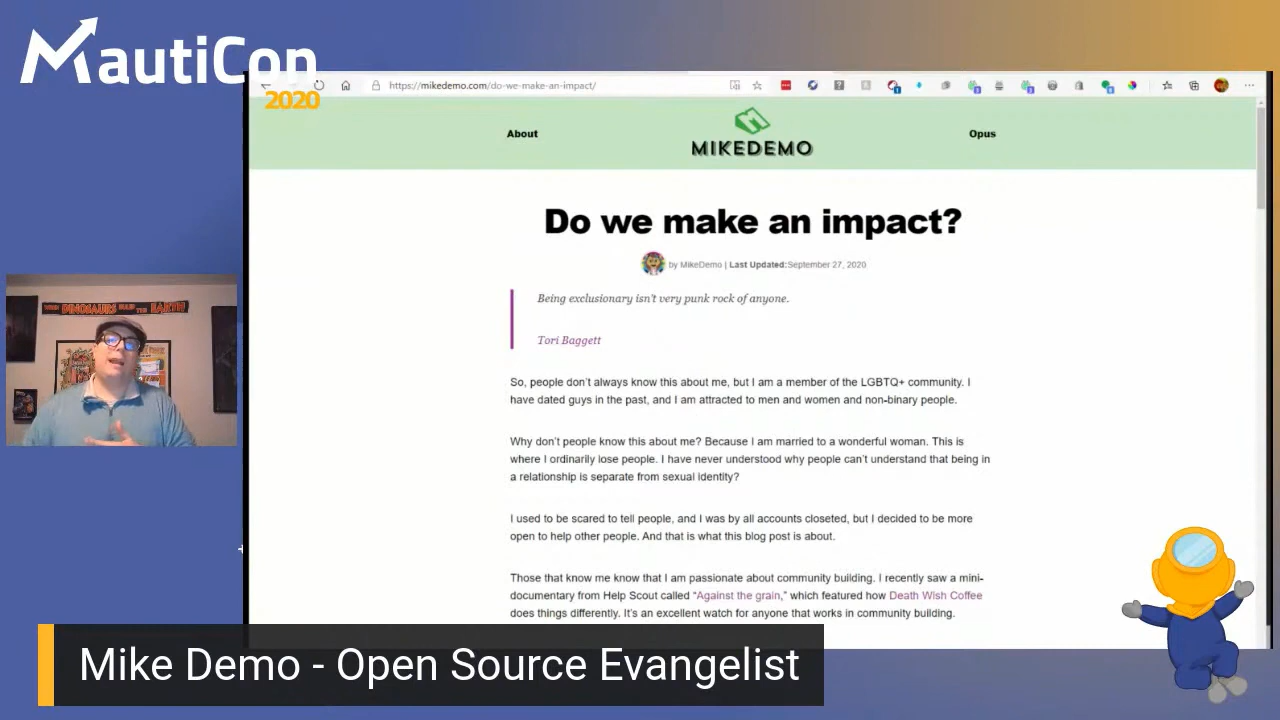 MautiCon
2020
https://mikedemo.com/do-we-make-an-impact/
About
MIKEDEMO
Opus
Do we make an impact?
by MikeDemo | Last Updated:September 27, 2020
Being exclusionary isn't very punk rock of anyone.
Tori Baggett
So, people don't always know this about me, but I am a member of the LGBTQ+ community. I
have dated guys in the past, and I am attracted to men and women and non-binary people.
Why don't people know this about me? Because I am married to a wonderful woman. This is
where I ordinarily lose people. I have never understood why people can't understand that being in
a relationship is separate from sexual identity?
I used to be scared to tell people, and I was by all accounts closeted, but I decided to be more
open to help other people. And that is what this blog post is about.
Those that know me know that I am passionate about community building. I recently saw a mini-
documentary from Help Scout called “Against the grain,” which featured how Death Wish Coffee
does things differently. It's an excellent watch for anyone that works in community building.
DINOSAURS
THE EARTH
Mike Demo - Open Source Evangelist